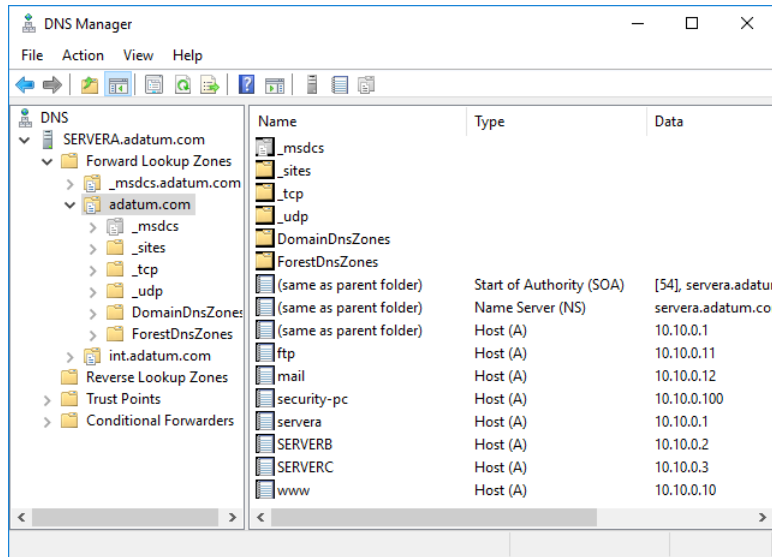 DNS Manager
File Action View Help
DNS
SERVERA.adatum.com
Forward Lookup Zones
_msdcs.adatum.com
adatum.com
_msdcs
_sites
_tcp
_udp
DomainDnsZones
ForestDnsZones
int.adatum.com
Reverse Lookup Zones
Trust Points
Conditional Forwarders
Name Type Data
_msdcs
_sites
_tcp
_udp
DomainDnsZones
ForestDnsZones
(same as parent folder) Start of Authority (SOA) [54], servera.adatu
(same as parent folder) Name Server (NS) servera.adatum.co
(same as parent folder) Host (A) 10.10.0.1
ftp Host (A) 10.10.0.11
mail Host (A) 10.10.0.12
security-pc Host (A) 10.10.0.100
servera Host (A) 10.10.0.1
SERVERB Host (A) 10.10.0.2
SERVERC Host (A) 10.10.0.3
www Host (A) 10.10.0.10